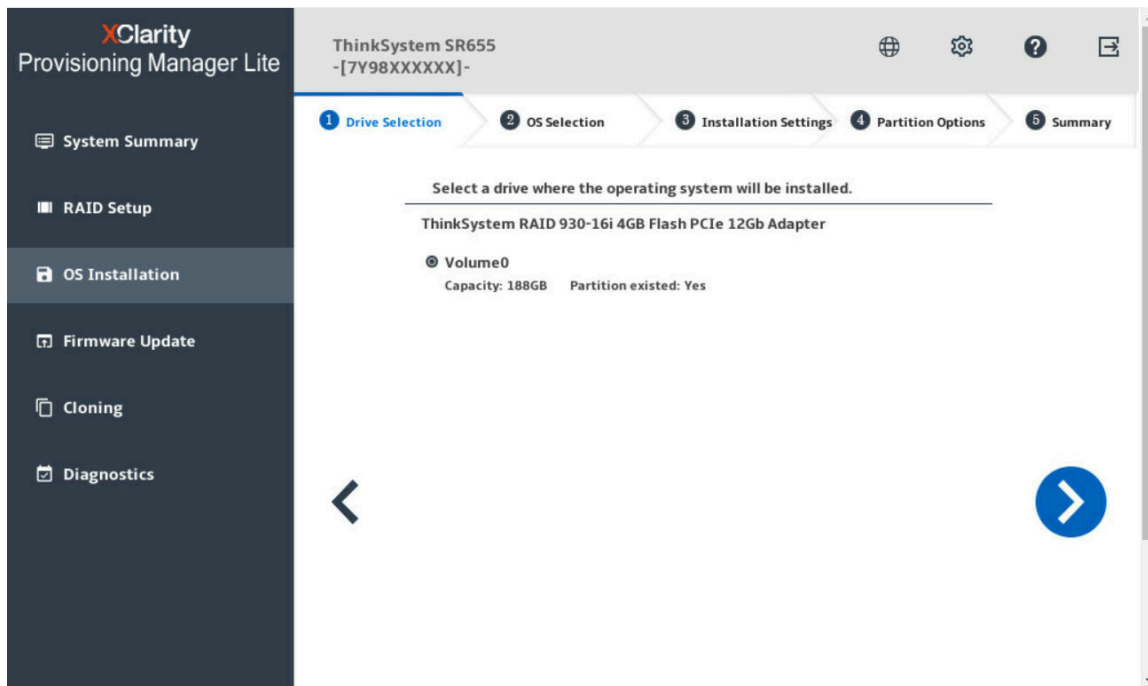 XClarity
Provisioning Manager Lite
System Summary
RAID Setup
OS Installation
Firmware Update
Cloning
Diagnostics
ThinkSystem SR655
-[7Y98XXXXXX]-
1 Drive Selection
2 OS Selection
3 Installation Settings
4 Partition Options
5 Summary
Select a drive where the operating system will be installed.
ThinkSystem RAID 930-16i 4GB Flash PCIe 12Gb Adapter
Volume0
Capacity: 188GB Partition existed: Yes